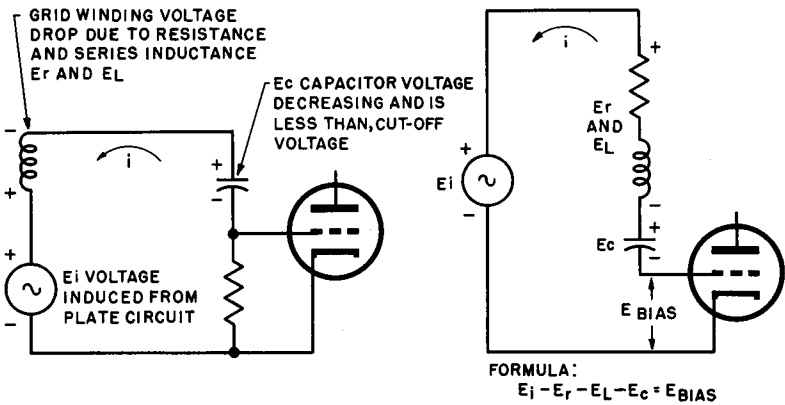 GRID WINDING VOLTAGE
DROP DUE TO RESISTANCE
AND SERIES INDUCTANCE
Er AND EL
Ec CAPACITOR VOLTAGE
DECREASING AND IS
LESS THAN, CUT-OFF
VOLTAGE
-
i
+
-
+
+
-
Ei VOLTAGE
INDUCED FROM
PLATE CIRCUIT
i
+
Er
AND
EL
+
Ei
-
-
+
Ec
-
E BIAS
FORMULA:
Ei - Er - EL - Ec = EBIAS